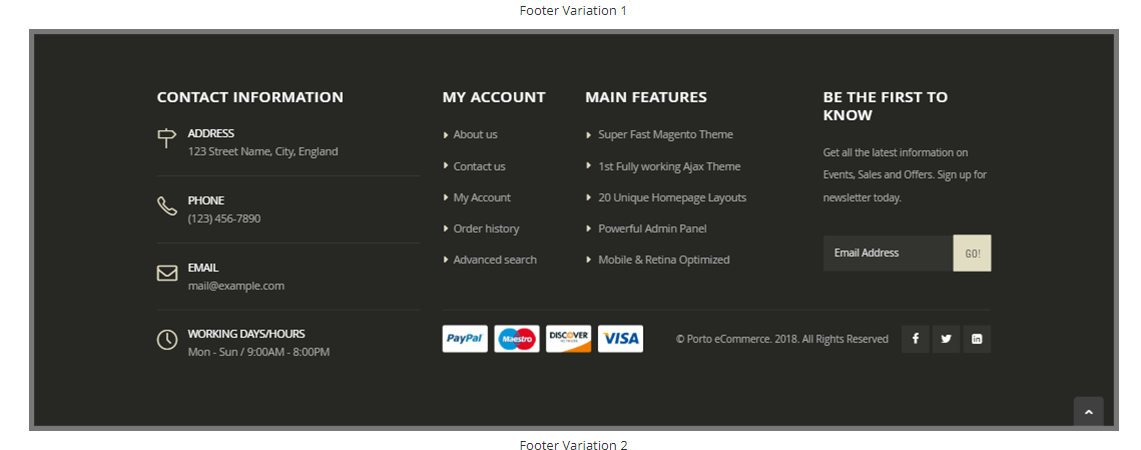 Footer Variation 1
CONTACT INFORMATION
ADDRESS
123 Street Name, City, England
PHONE
(123) 456-7890
EMAIL
mail@example.com
WORKING DAYS/HOURS
Mon - Sun / 9:00AM - 8:00PM
MY ACCOUNT
About us
Contact us
My Account
Order history
Advanced search
MAIN FEATURES
Super Fast Magento Theme
1st Fully working Ajax Theme
20 Unique Homepage Layouts
Powerful Admin Panel
Mobile & Retina Optimized
BE THE FIRST TO
KNOW
Get all the latest information on
Events, Sales and Offers. Sign up for
newsletter today.
Email Address
GO!
PayPal
Maestro
DISCOVER
NETWORK
VISA
© Porto eCommerce. 2018. All Rights Reserved
Footer Variation 2